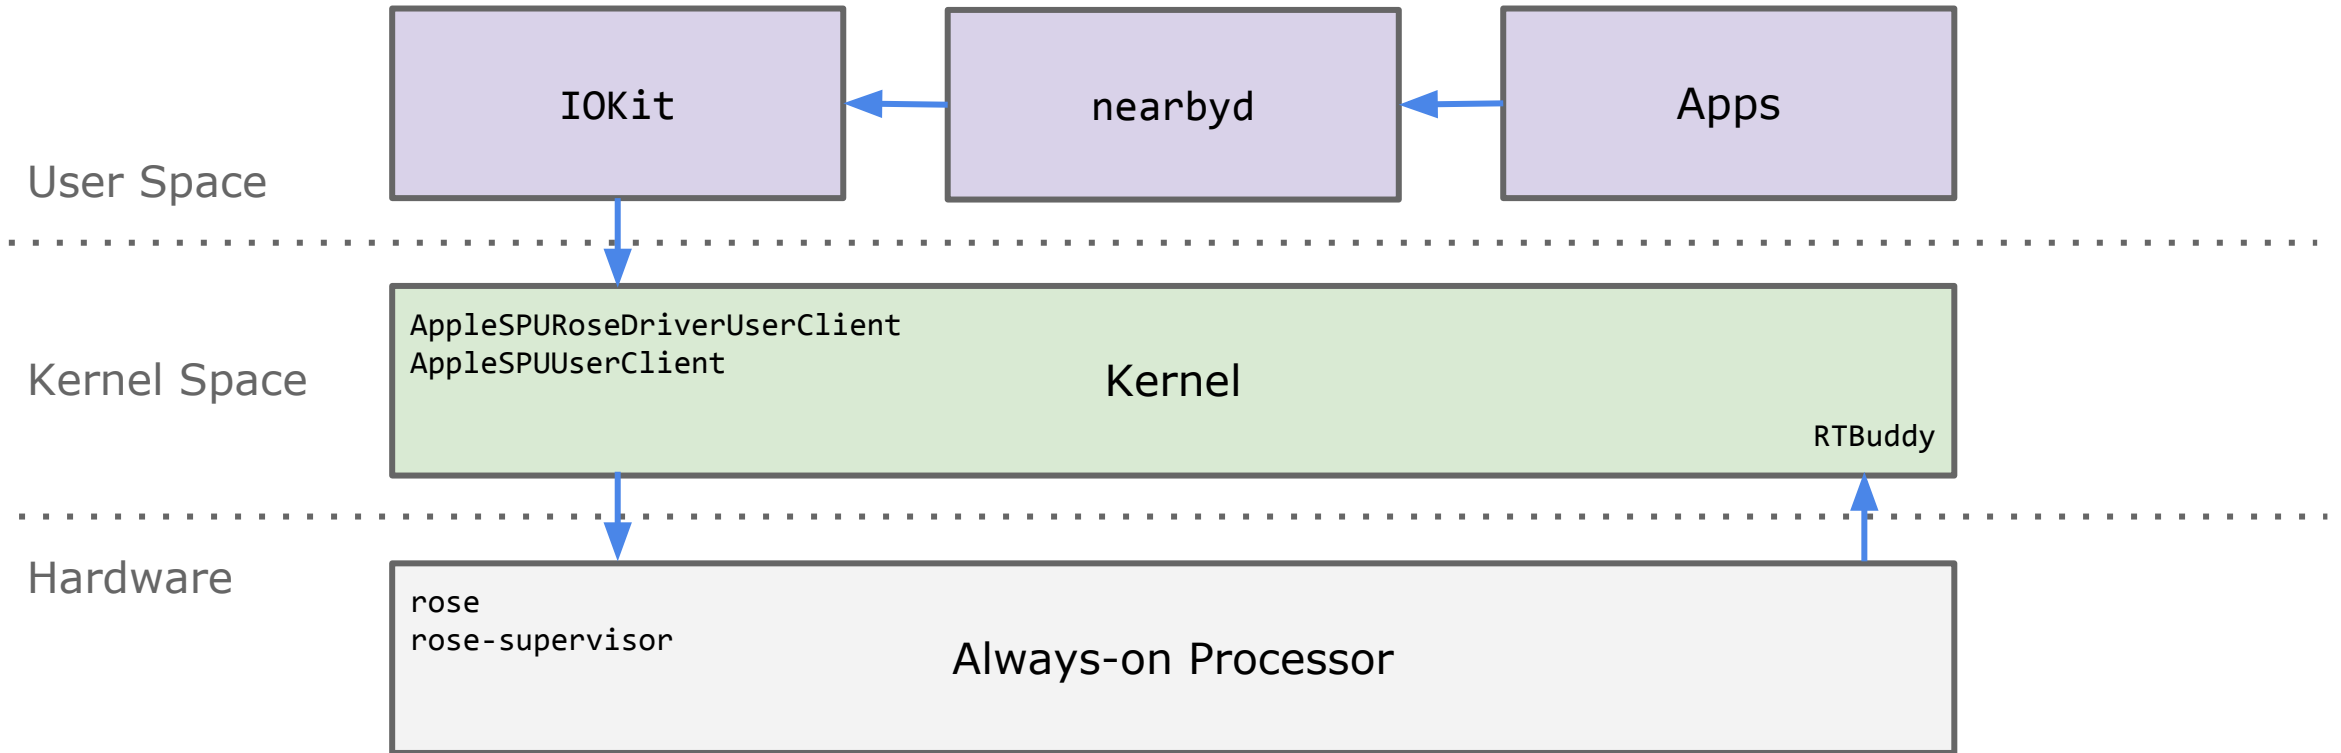 IOKit
nearbyd
Apps
User Space
AppleSPURoseDriverUserClient
AppleSPUUserClient
Kernel Space
Kernel
RTBuddy
Hardware
rose
rose-supervisor
Always-on Processor